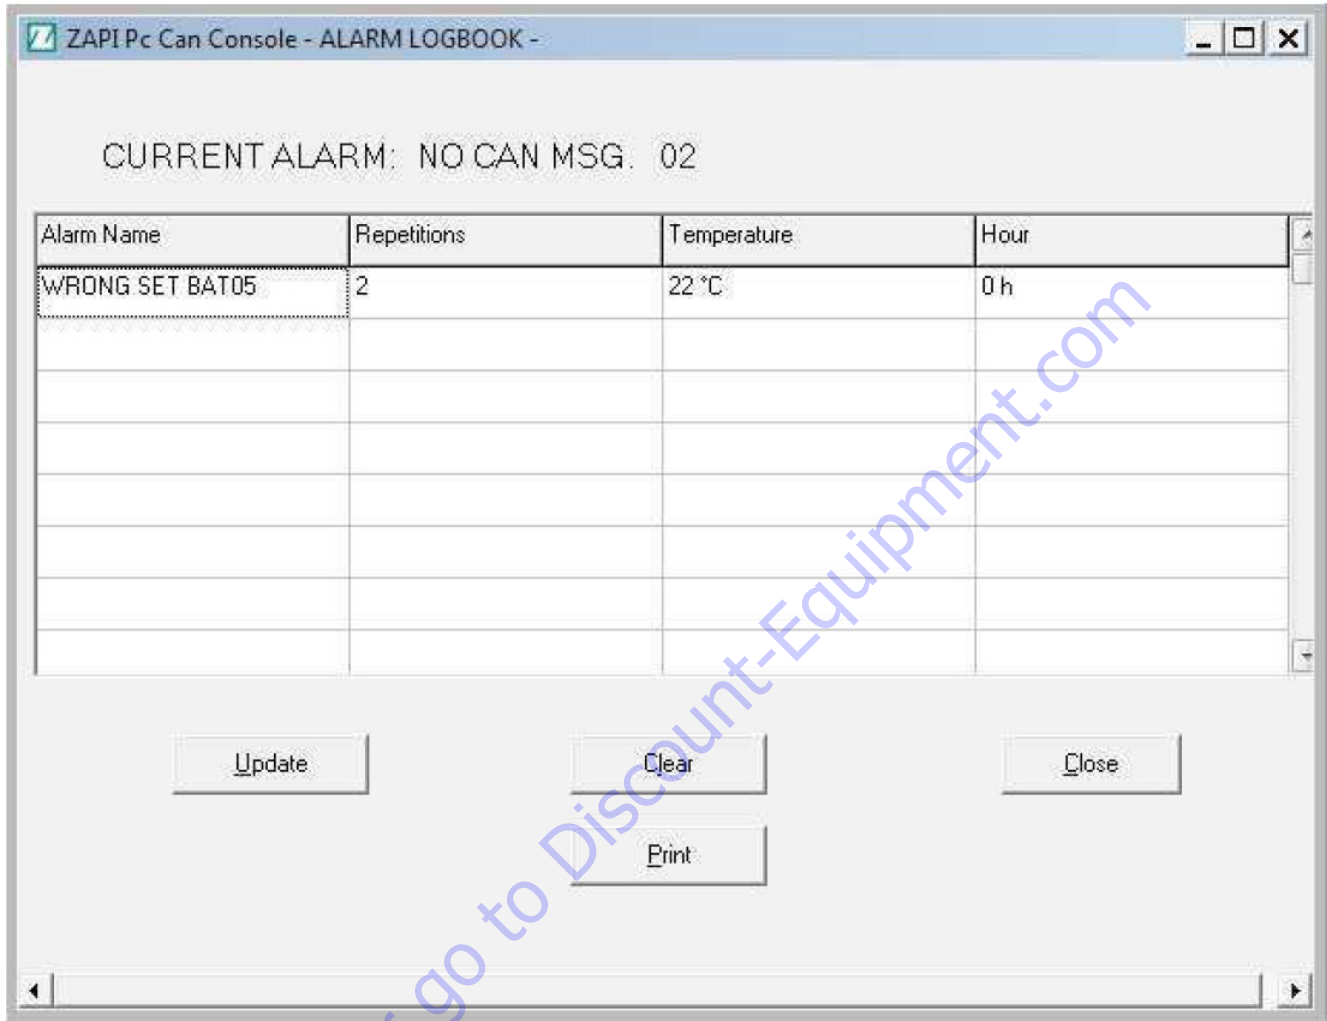 ZAPI Pc Can Console - ALARM LOGBOOK -
CURRENT ALARM: NO CAN MSG. 02
Alarm Name Repetitions Temperature Hour
WRONG SET BAT05 2 22 °C 0 h
Update Clear Close
Print
go to Discount-Equipment.com